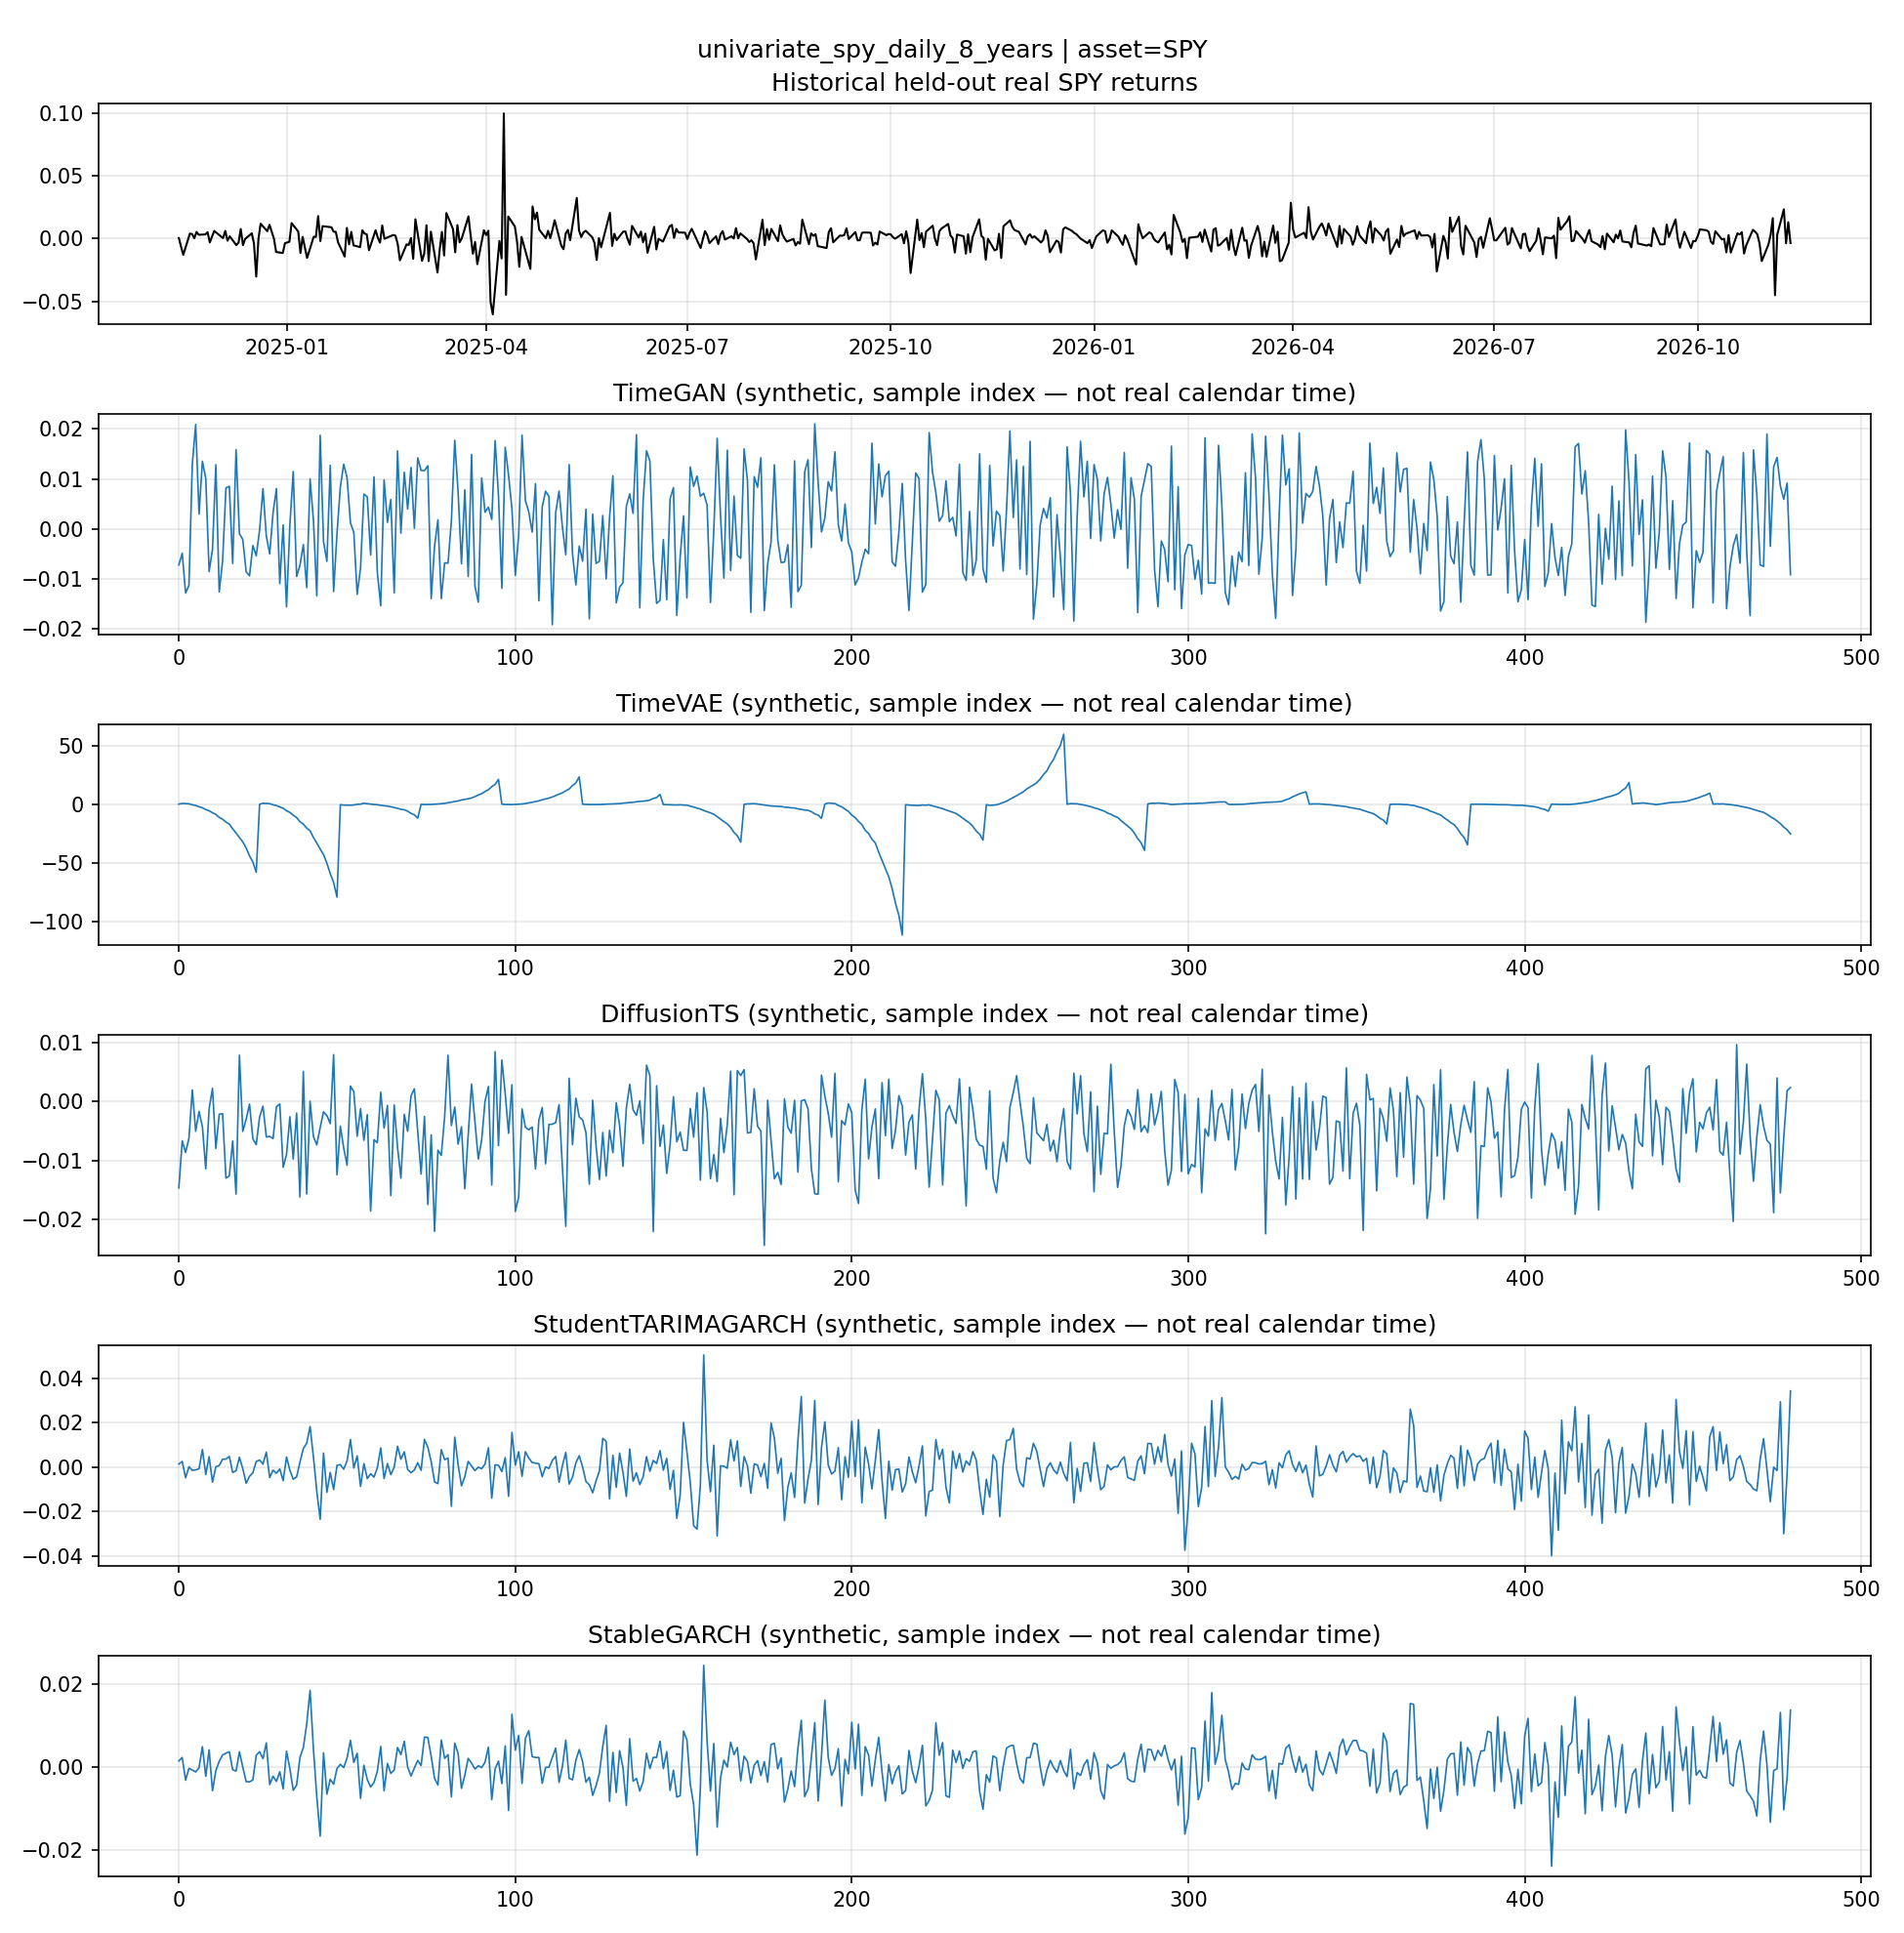 univariate_spy_daily_8_years | asset=SPY
Historical held-out real SPY returns
0.10
0.05
0.00
−0.05
2025-01 2025-04 2025-07 2025-10 2026-01 2026-04 2026-07 2026-10
TimeGAN (synthetic, sample index — not real calendar time)
0.02
0.01
0.00
−0.01
−0.02
0 100 200 300 400 500
TimeVAE (synthetic, sample index — not real calendar time)
50
0
−50
−100
0 100 200 300 400 500
DiffusionTS (synthetic, sample index — not real calendar time)
0.01
0.00
−0.01
−0.02
0 100 200 300 400 500
StudentTARIMAGARCH (synthetic, sample index — not real calendar time)
0.04
0.02
0.00
−0.02
−0.04
0 100 200 300 400 500
StableGARCH (synthetic, sample index — not real calendar time)
0.02
0.00
−0.02
0 100 200 300 400 500